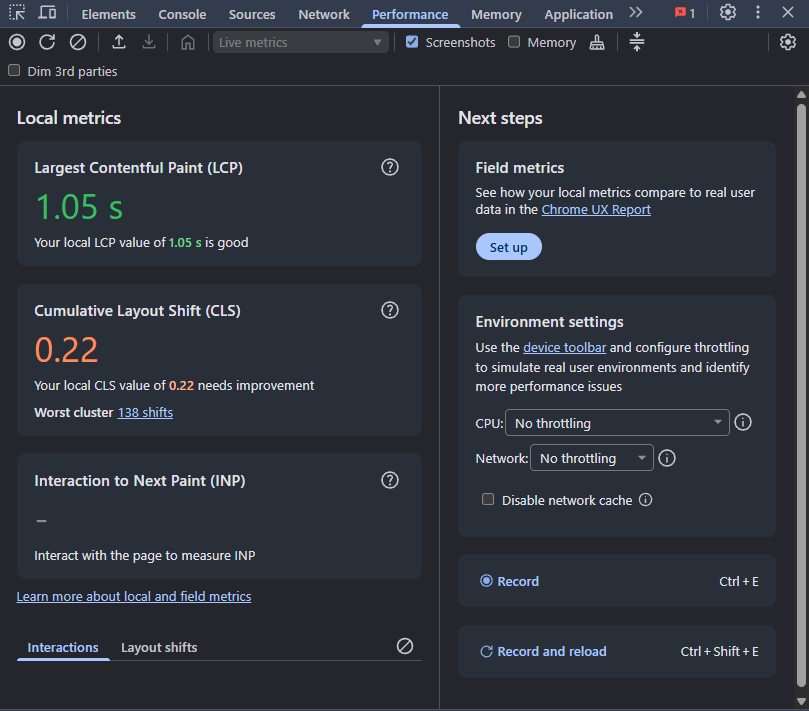 Elements Console Sources Network Performance Memory Application 1
Live metrics Screenshots Memory
Dim 3rd parties
Local metrics
Largest Contentful Paint (LCP)
1.05 s
Your local LCP value of 1.05 s is good
Cumulative Layout Shift (CLS)
0.22
Your local CLS value of 0.22 needs improvement
Worst cluster 138 shifts
Interaction to Next Paint (INP)
-
Interact with the page to measure INP
Learn more about local and field metrics
Interactions Layout shifts
Next steps
Field metrics
See how your local metrics compare to real user
data in the Chrome UX Report
Set up
Environment settings
Use the device toolbar and configure throttling
to simulate real user environments and identify
more performance issues
CPU: No throttling
Network: No throttling
Disable network cache
Record Ctrl + E
Record and reload Ctrl + Shift + E